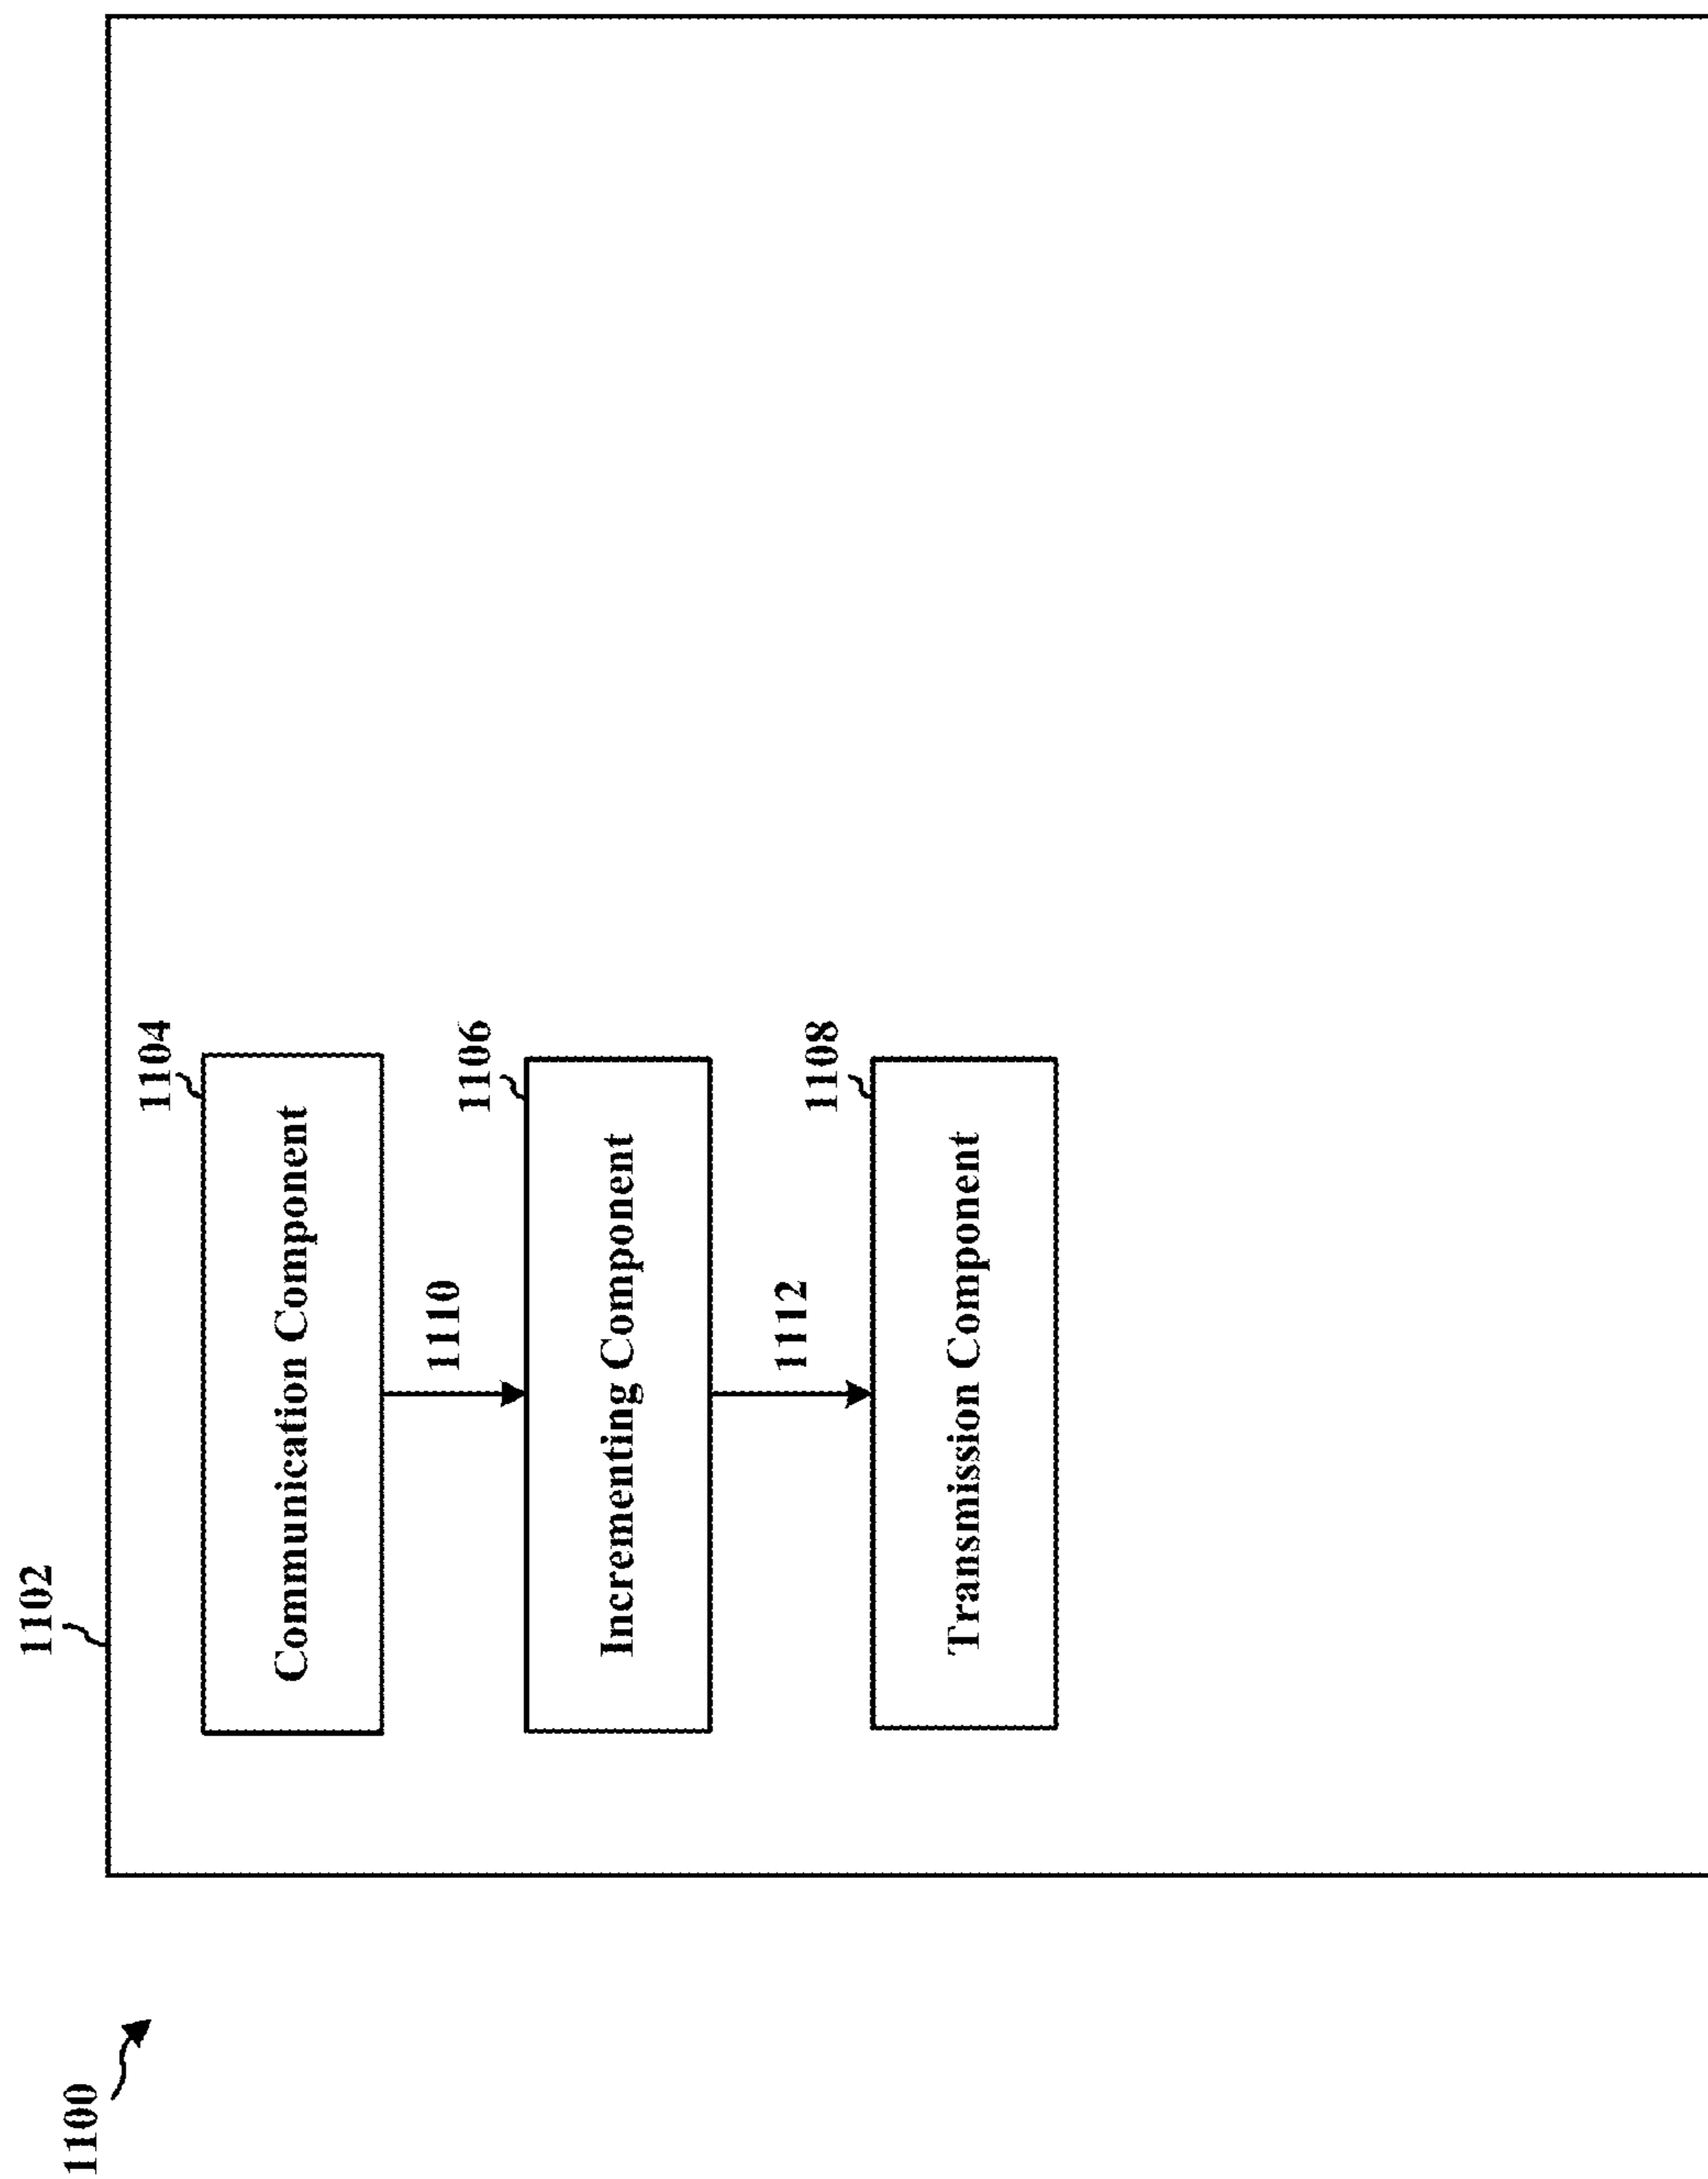 1100
1102
Communication Component
1104
1110
Incrementing Component
1106
1112
Transmission Component
1108